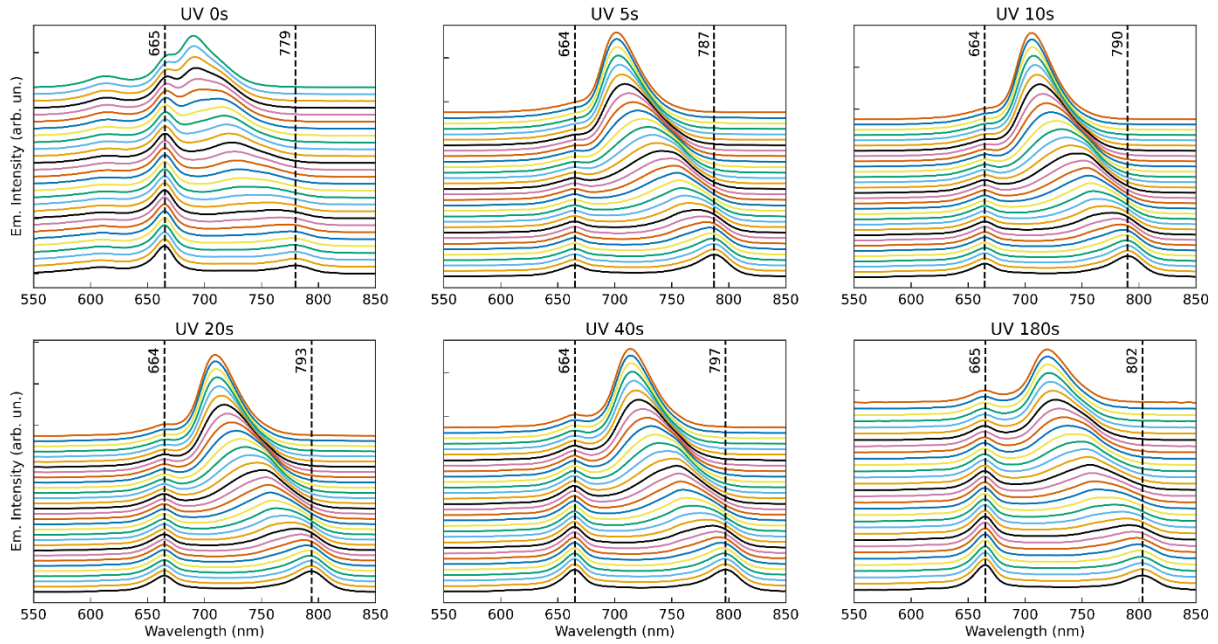 UV 0s
665
779
Em. Intensity (arb. un.)
550 600 650 700 750 800 850
UV 5s
664
787
550 600 650 700 750 800 850
UV 10s
664
790
550 600 650 700 750 800 850
UV 20s
664
793
Em. Intensity (arb. un.)
550 600 650 700 750 800 850
Wavelength (nm)
UV 40s
664
797
550 600 650 700 750 800 850
Wavelength (nm)
UV 180s
665
802
550 600 650 700 750 800 850
Wavelength (nm)